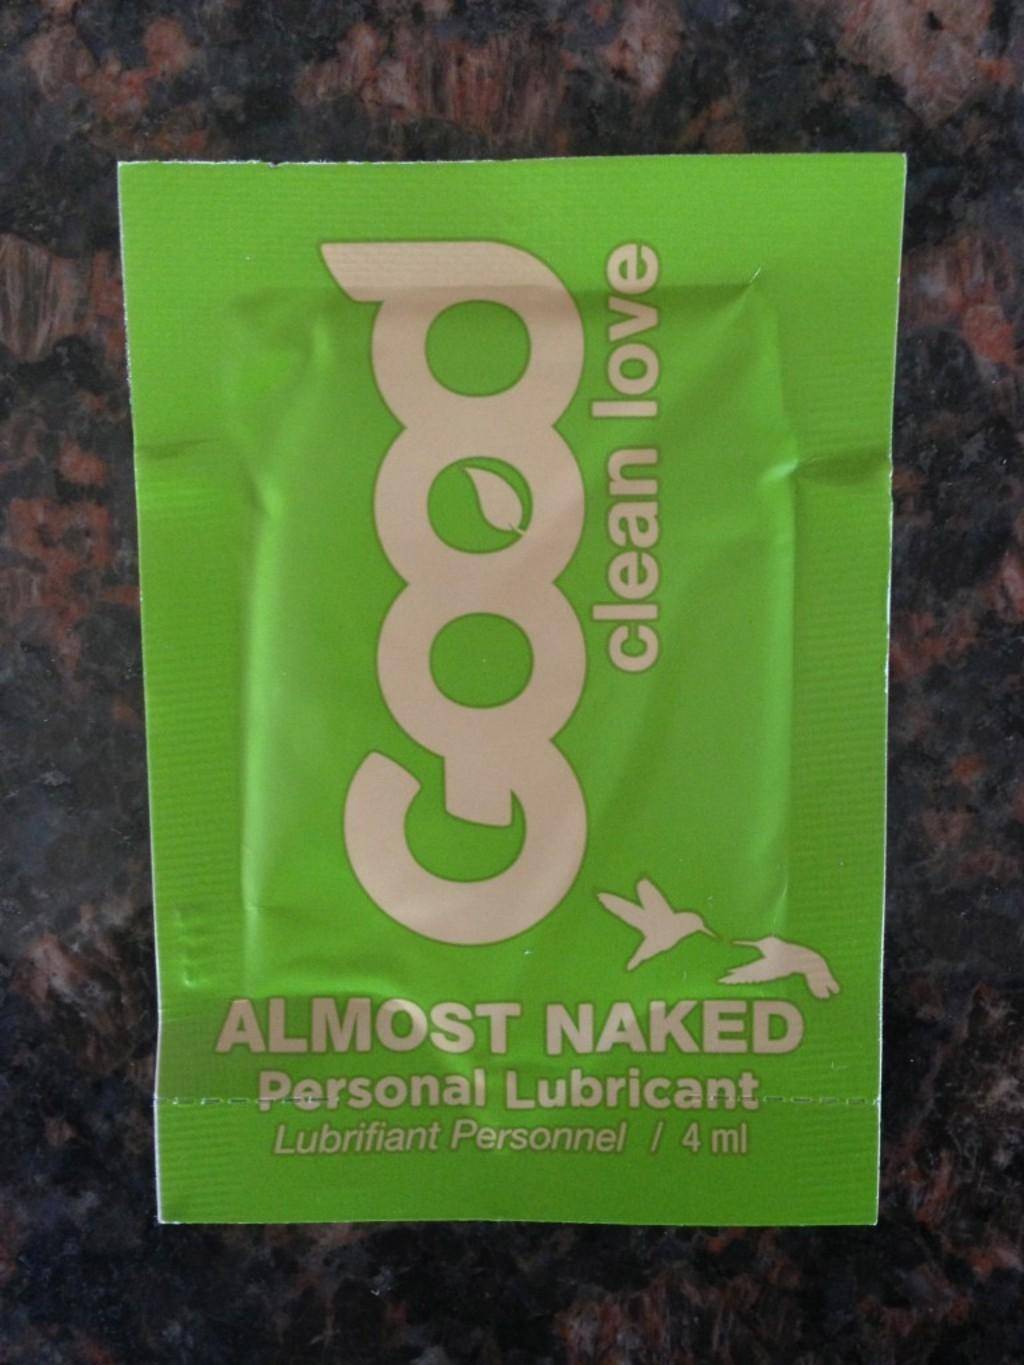 GOOD
clean love
ALMOST NAKED
Personal Lubricant
Lubrifiant Personnel / 4 ml